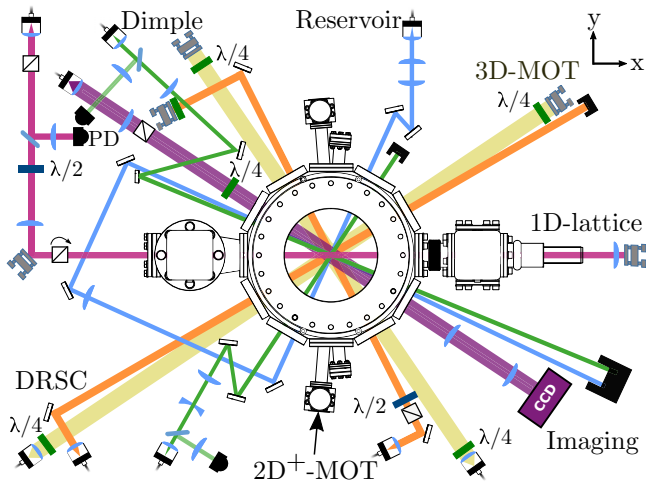 Dimple
Reservoir
y
x
λ/4
3D-MOT
λ/4
PD
λ/4
λ/2
1D-lattice
DRSC
λ/4
λ/2
λ/4
CCD
Imaging
2D⁺-MOT